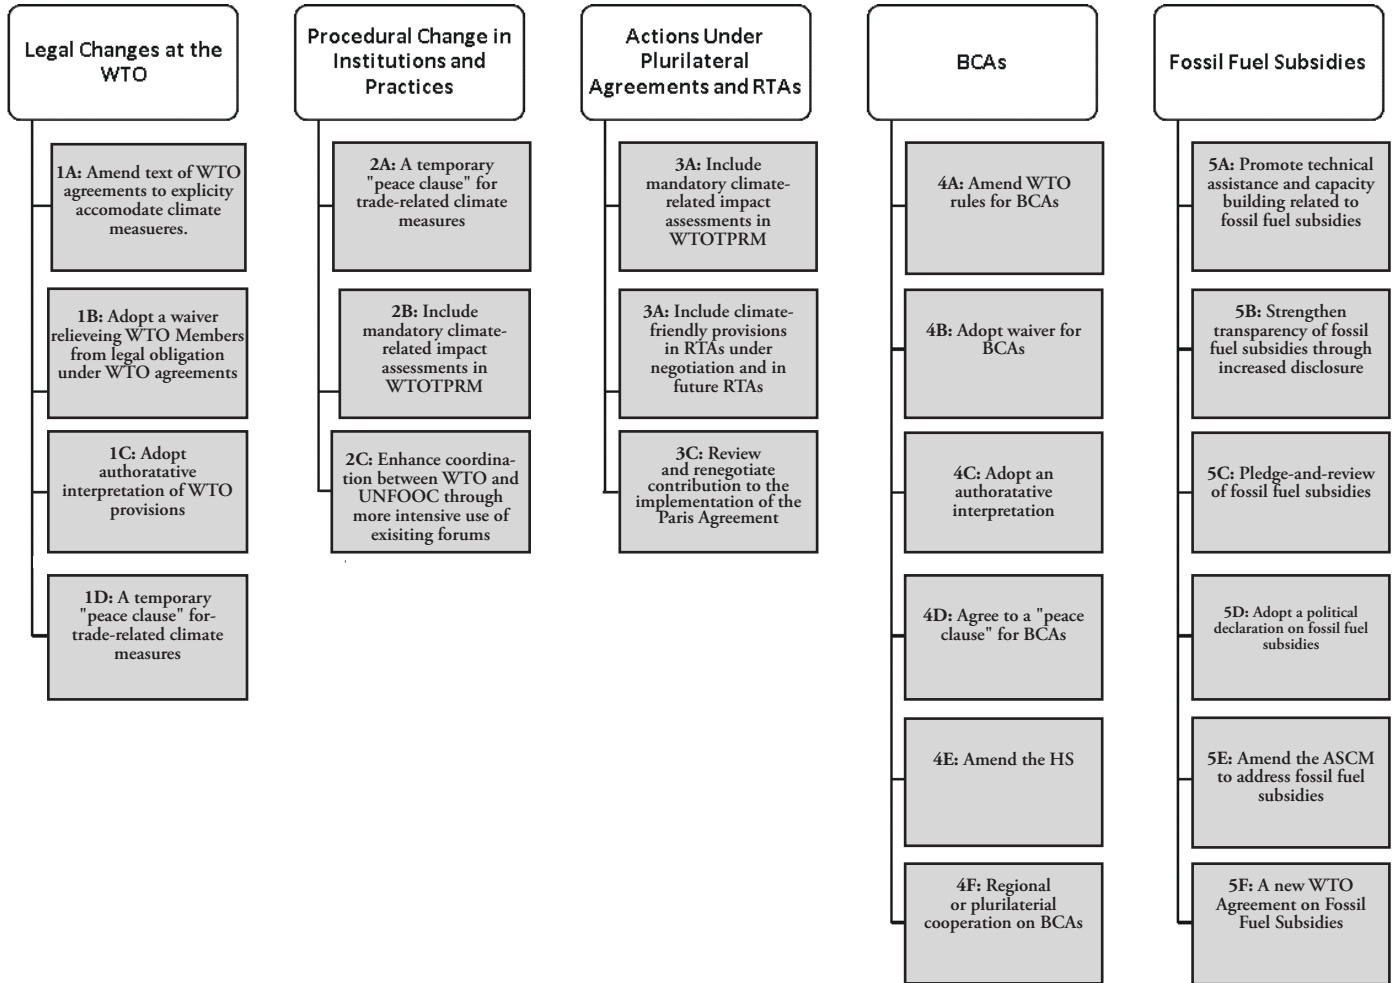 Legal Changes at the
WTO
1A: Amend text of WTO
agreements to explicity
accomodate climate
measueres.
1B: Adopt a waiver
relieveing WTO Members
from legal obligation
under WTO agreements
1C: Adopt
authoratative
interpretation of WTO
provisions
1D: A temporary
"peace clause" for-
trade-related climate
measures
Procedural Change in
Institutions and
Practices
2A: A temporary
"peace clause" for
trade-related climate
measures
2B: Include
mandatory climate-
related impact
assessments in
WTOTPRM
2C: Enhance coordina-
tion between WTO and
UNFOOC through
more intensive use of
exisiting forums
Actions Under
Plurilateral
Agreements and RTAs
3A: Include
mandatory climate-
related impact
assessments in
WTOTPRM
3A: Include climate-
friendly provisions
in RTAs under
negotiation and in
future RTAs
3C: Review
and renegotiate
contribution to the
implementation of the
Paris Agreement
BCAs
4A: Amend WTO
rules for BCAs
4B: Adopt waiver for
BCAs
4C: Adopt an
authoratative
interpretation
4D: Agree to a "peace
clause" for BCAs
4E: Amend the HS
4F: Regional
or plurilaterial
cooperation on BCAs
Fossil Fuel Subsidies
5A: Promote technical
assistance and capacity
building related to
fossil fuel subsidies
5B: Strengthen
transparency of fossil
fuel subsidies through
increased disclosure
5C: Pledge-and-review
of fossil fuel subsidies
5D: Adopt a political
declaration on fossil fuel
subsidies
5E: Amend the ASCM
to address fossil fuel
subsidies
5F: A new WTO
Agreement on Fossil
Fuel Subsidies